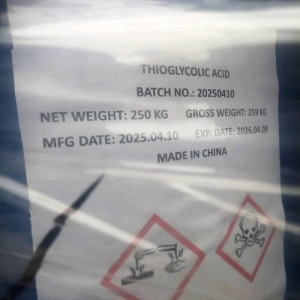 THIOGLYCOLIC ACID
BATCH NO.: 20250410
NET WEIGHT: 250 KG GROSS WEIGHT: 259 KG
MFG DATE: 2025.04.10 EXP. DATE: 2026.04.09
MADE IN CHINA